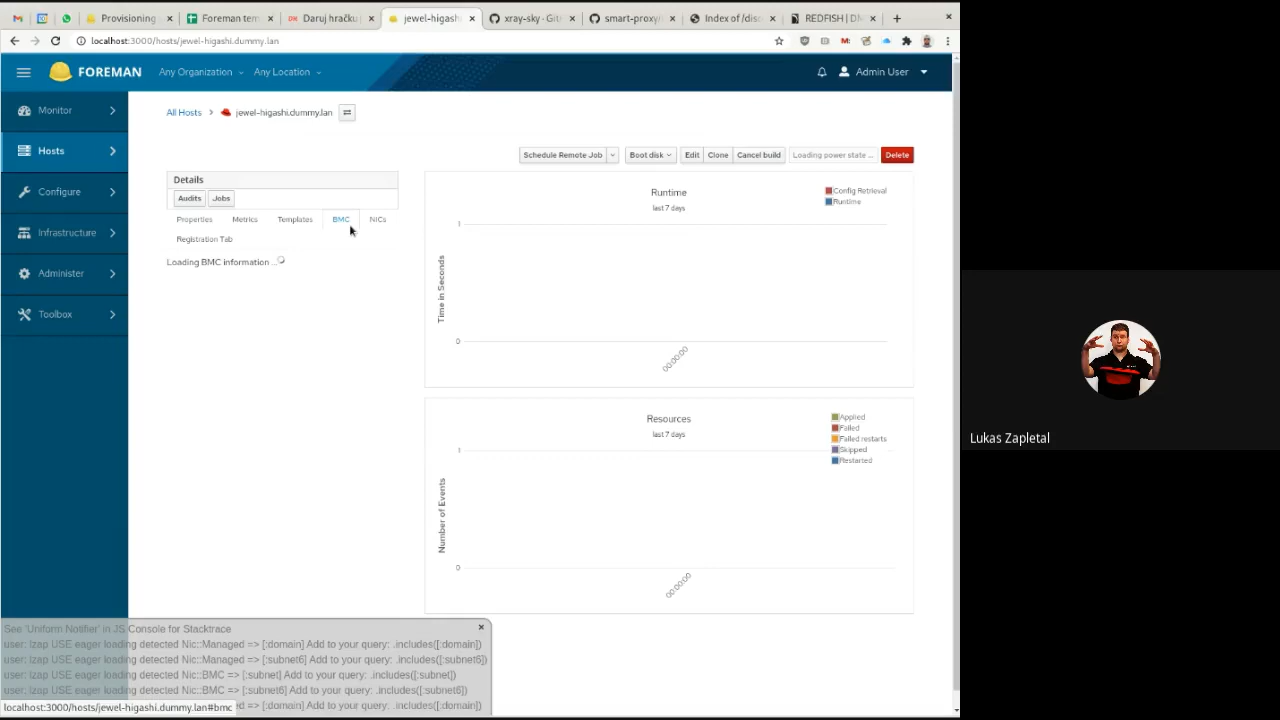 Provisioning
Foreman tem
Daruj hračku
jewel-higashi
xray-sky - Git
smart-proxy/
Index of /diss
REDFISH | DM
localhost:3000/hosts/jewel-higashi.dummy.lan
FOREMAN
Any Organization
Any Location
Admin User
Monitor
Hosts
Configure
Infrastructure
Administer
Toolbox
All Hosts
jewel-higashi.dummy.lan
Schedule Remote Job
Boot disk
Edit
Clone
Cancel build
Loading power state ...
Delete
Details
Audits
Jobs
Properties
Metrics
Templates
BMC
NICs
Registration Tab
Loading BMC information ...
Runtime
last 7 days
Config Retrieval
Runtime
Time in Seconds
1
0
00:00:00
Resources
last 7 days
Applied
Failed
Failed restarts
Skipped
Restarted
Number of Events
1
0
00:00:00
See 'Uniform Notifier' in JS Console for Stacktrace
user: lzap USE eager loading detected Nic::Managed => [:domain] Add to your query: .includes([:domain])
user: lzap USE eager loading detected Nic::Managed => [:subnet6] Add to your query: .includes([:subnet6])
user: lzap USE eager loading detected Nic::BMC => [:subnet] Add to your query: .includes([:subnet])
user: lzap USE eager loading detected Nic::BMC => [:subnet6] Add to your query: .includes([:subnet6])
[:domain] Add to your query: .includes([:domain])
localhost:3000/hosts/jewel-higashi.dummy.lan#bmc
Lukas Zapletal